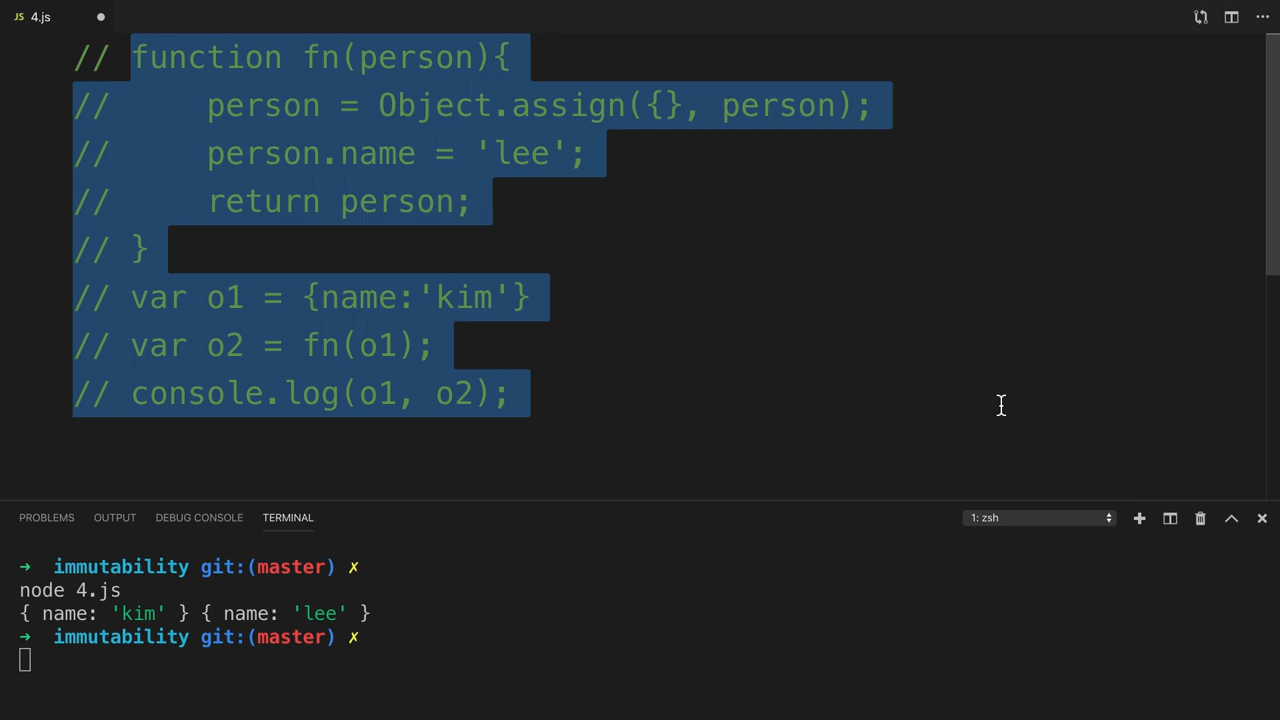 JS 4.js
// function fn(person){
//     person = Object.assign({}, person);
//     person.name = 'lee';
//     return person;
// }
// var o1 = {name:'kim'}
// var o2 = fn(o1);
// console.log(o1, o2);
PROBLEMS OUTPUT DEBUG CONSOLE TERMINAL 1: zsh
➜  immutability git:(master) ✗
node 4.js
{ name: 'kim' } { name: 'lee' }
➜  immutability git:(master) ✗